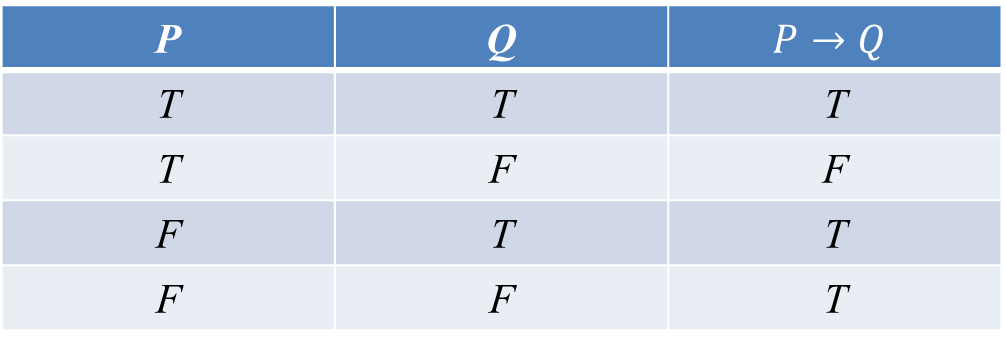 P Q P → Q
T T T
T F F
F T T
F F T